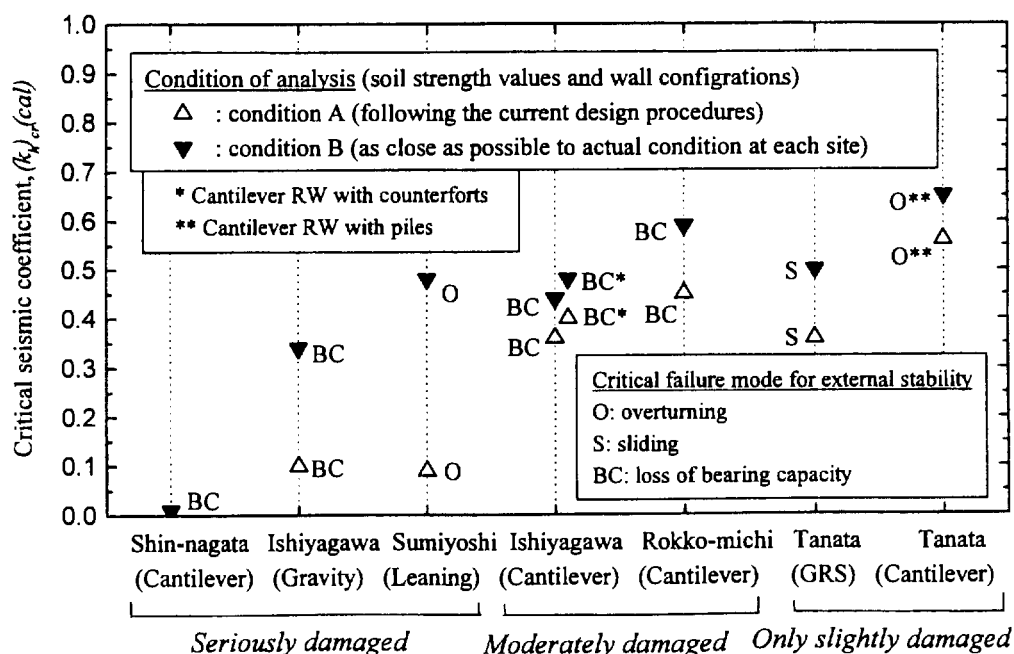 Critical seismic coefficient, (k_h)_cr(cal)
1.0
0.9
0.8
0.7
0.6
0.5
0.4
0.3
0.2
0.1
0.0
Condition of analysis (soil strength values and wall configrations)
△ : condition A (following the current design procedures)
▼ : condition B (as close as possible to actual condition at each site)
* Cantilever RW with counterforts
** Cantilever RW with piles
BC
BC
BC
O
O
BC
BC*
BC*
BC
BC
BC
S
S
O**
O**
Critical failure mode for external stability
O: overturning
S: sliding
BC: loss of bearing capacity
Shin-nagata Ishiyagawa Sumiyoshi Ishiyagawa Rokko-michi Tanata Tanata
(Cantilever) (Gravity) (Leaning) (Cantilever) (Cantilever) (GRS) (Cantilever)
Seriously damaged Moderately damaged Only slightly damaged